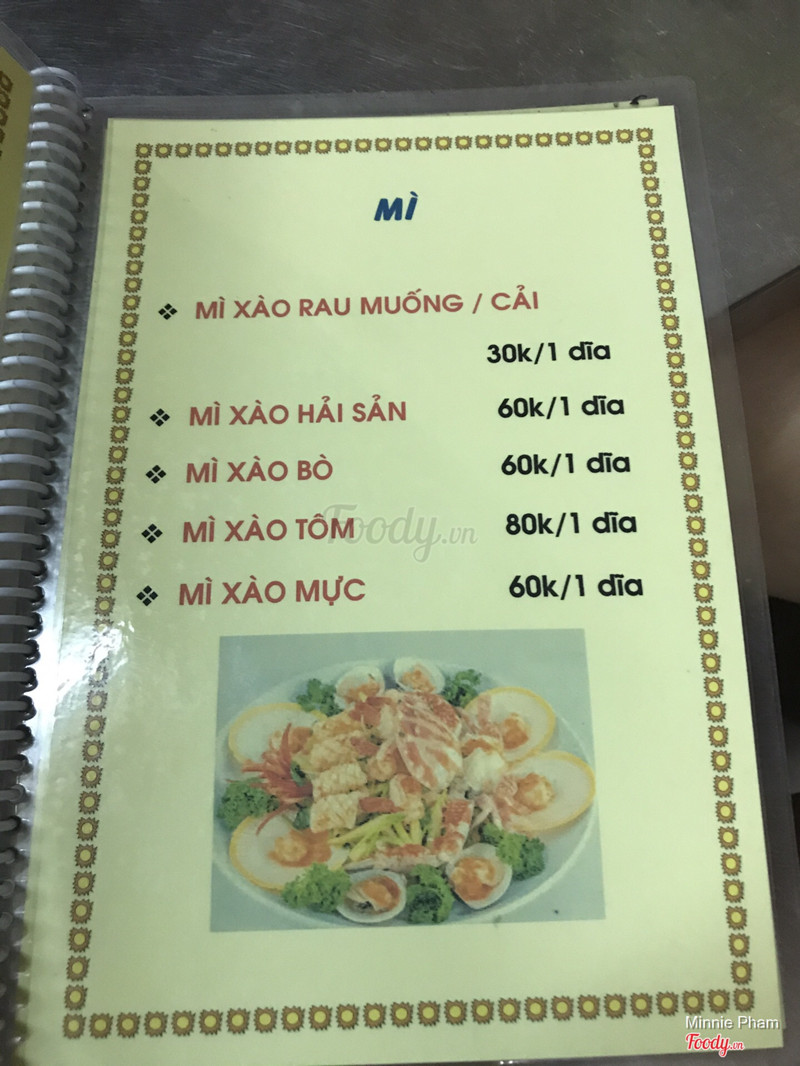 MÌ
❖ MÌ XÀO RAU MUỐNG / CẢI
30k/1 dĩa
❖ MÌ XÀO HẢI SẢN 60k/1 dĩa
❖ MÌ XÀO BÒ 60k/1 dĩa
❖ MÌ XÀO TÔM 80k/1 dĩa
❖ MÌ XÀO MỰC 60k/1 dĩa
Foody.vn
Minnie Pham
Foody.vn